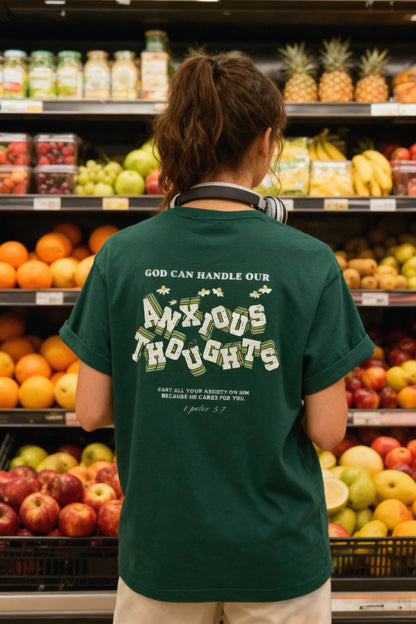 GOD CAN HANDLE OUR
ANXIOUS
THOUGHTS
CAST ALL YOUR ANXIETY ON HIM
BECAUSE HE CARES FOR YOU.
1 peter 5:7